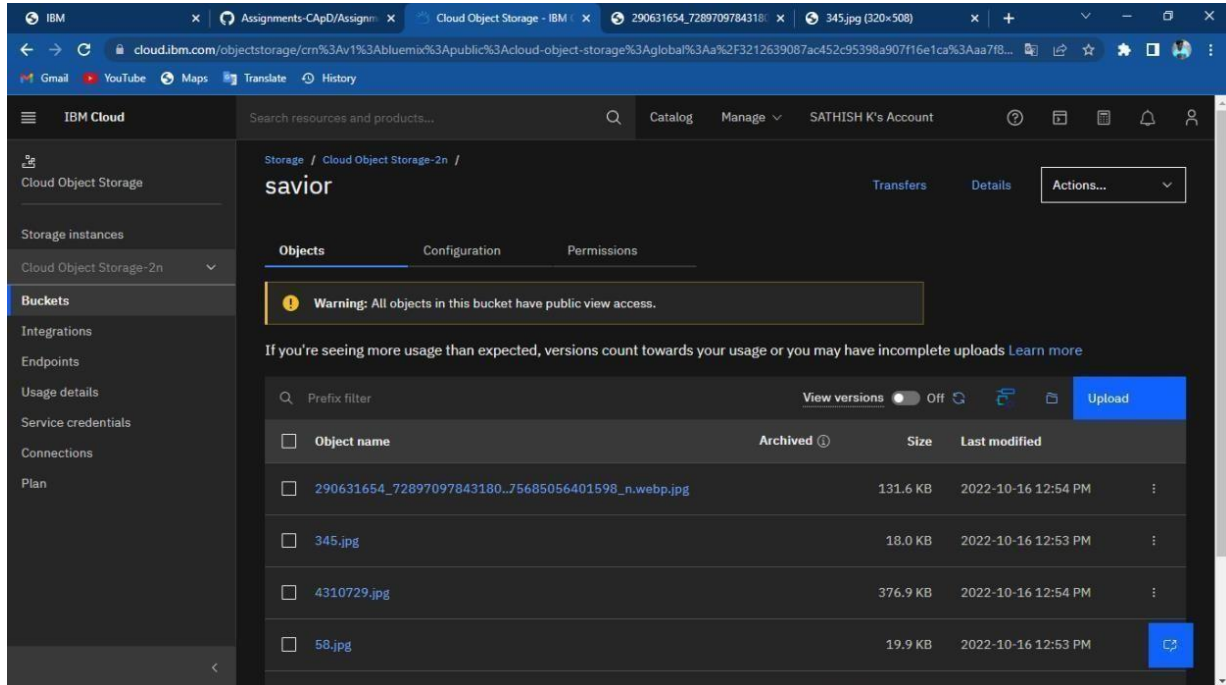 IBM
Assignments-CApD/Assignm
Cloud Object Storage - IBM
345.jpg (320×508)
cloud.ibm.com/objectstorage/crn%3Av1%3Abluemix%3Apublic%3Acloud-object-storage%3Aglobal%3Aa%2F3212639087ac452c95398a907f16e1ca%3Aaa7f8...
Gmail YouTube Maps Translate History
IBM Cloud Search resources and products... Catalog Manage SATHISH K's Account
Cloud Object Storage
Storage instances
Cloud Object Storage-2n
Buckets
Integrations
Endpoints
Usage details
Service credentials
Connections
Plan
Storage / Cloud Object Storage-2n /
savior Transfers Details Actions...
Objects Configuration Permissions
Warning: All objects in this bucket have public view access.
If you're seeing more usage than expected, versions count towards your usage or you may have incomplete uploads Learn more
Prefix filter View versions Off Upload
Object name Archived Size Last modified
290631654_72897097843180..75685056401598_n.webp.jpg 131.6 KB 2022-10-16 12:54 PM
345.jpg 18.0 KB 2022-10-16 12:53 PM
4310729.jpg 376.9 KB 2022-10-16 12:54 PM
58.jpg 19.9 KB 2022-10-16 12:53 PM